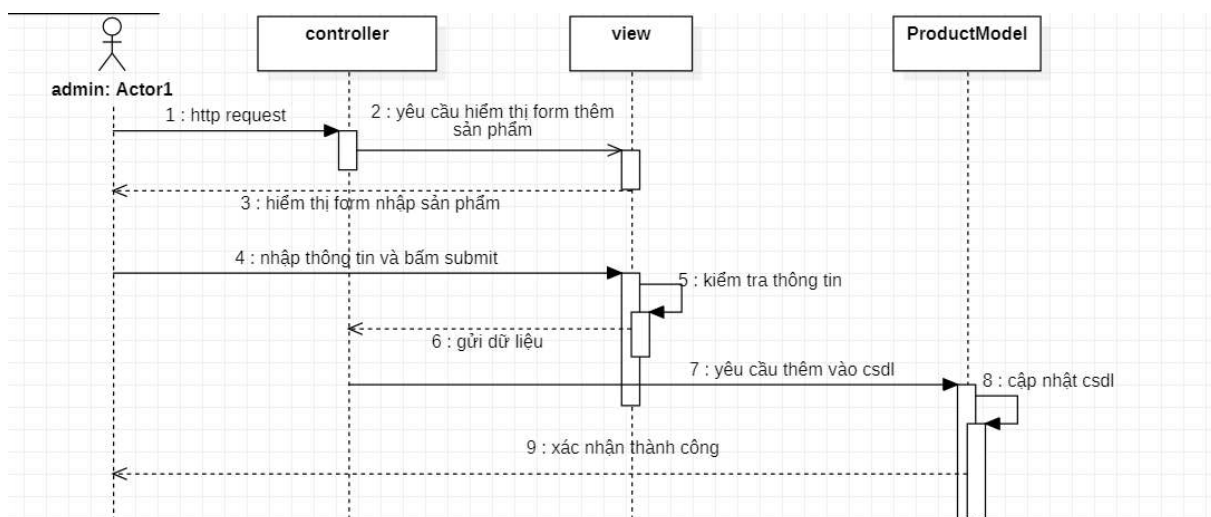 controller
view
ProductModel
admin: Actor1
1 : http request
2 : yêu cầu hiểm thị form thêm
sản phẩm
3 : hiểm thị form nhập sản phẩm
4 : nhập thông tin và bấm submit
5 : kiểm tra thông tin
6 : gửi dữ liệu
7 : yêu cầu thêm vào csdl
8 : cập nhật csdl
9 : xác nhận thành công